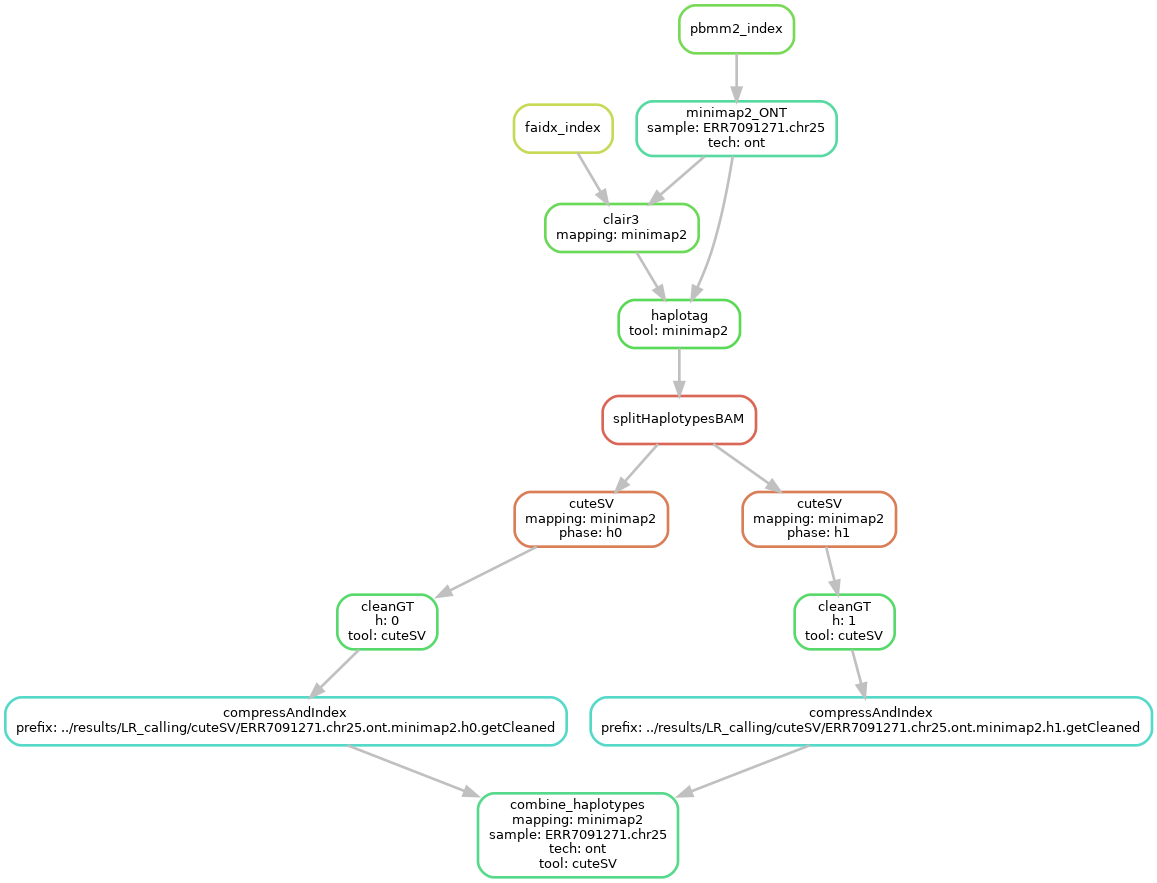 pbmm2_index
minimap2_ONT
sample: ERR7091271.chr25
tech: ont
faidx_index
clair3
mapping: minimap2
haplotag
tool: minimap2
splitHaplotypesBAM
cuteSV
mapping: minimap2
phase: h0
cuteSV
mapping: minimap2
phase: h1
cleanGT
h: 0
tool: cuteSV
cleanGT
h: 1
tool: cuteSV
compressAndIndex
prefix: ../results/LR_calling/cuteSV/ERR7091271.chr25.ont.minimap2.h0.getCleaned
compressAndIndex
prefix: ../results/LR_calling/cuteSV/ERR7091271.chr25.ont.minimap2.h1.getCleaned
combine_haplotypes
mapping: minimap2
sample: ERR7091271.chr25
tech: ont
tool: cuteSV